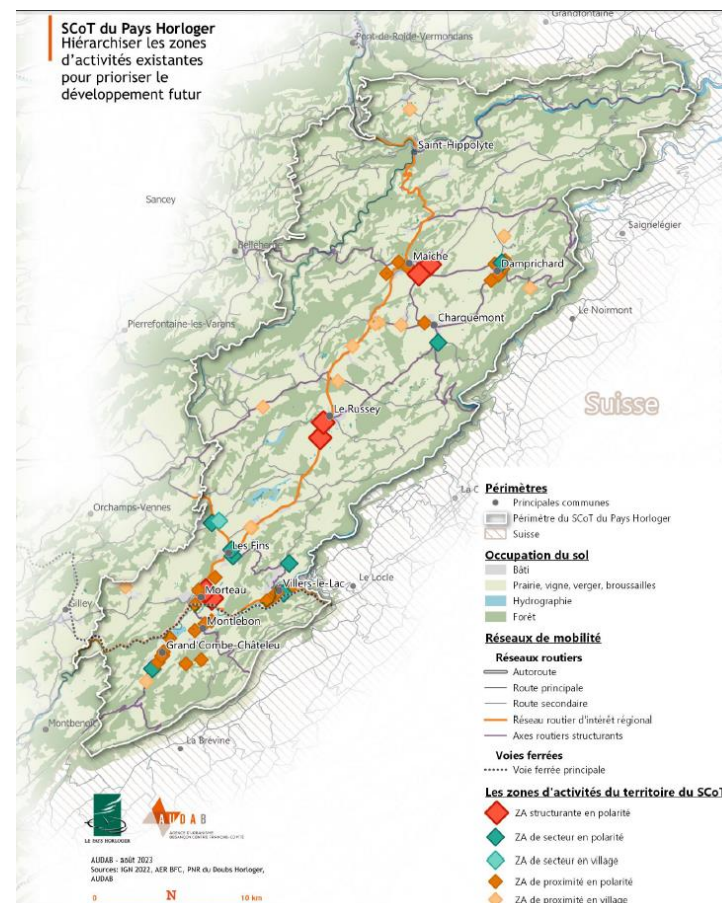 SCoT du Pays Horloger
Hiérarchiser les zones
d'activités existantes
pour prioriser le
développement futur
Grandfontaine
Pont-de-Roide-Vermondans
Saint-Hippolyte
Sancey
Saignelégier
Belleherbe
Maîche
Damprichard
Le Noirmont
Charquemont
Pierrefontaine-les-Varans
Suisse
Le Russey
Orchamps-Vennes
La C
Les Fins
Le Locle
Villers-le-Lac
Morteau
Gilley
Montlebon
Grand'Combe-Châteleu
Montbenoît
La Brévine
Périmètres
Principales communes
Périmètre du SCoT du Pays Horloger
Suisse
Occupation du sol
Bâti
Prairie, vigne, verger, broussailles
Hydrographie
Forêt
Réseaux de mobilité
Réseaux routiers
Autoroute
Route principale
Route secondaire
Réseau routier d'intérêt régional
Axes routiers structurants
Voies ferrées
Voie ferrée principale
Les zones d'activités du territoire du SCoT
ZA structurante en polarité
ZA de secteur en polarité
ZA de secteur en village
ZA de proximité en polarité
ZA de proximité en village
LE PAYS HORLOGER
AUDAB
AGENCE D'URBANISME
BESANÇON CENTRE FRANCHE-COMTÉ
AUDAB - août 2023
Sources: IGN 2022, AER BFC, PNR du Doubs Horloger,
AUDAB
0 N 10 km